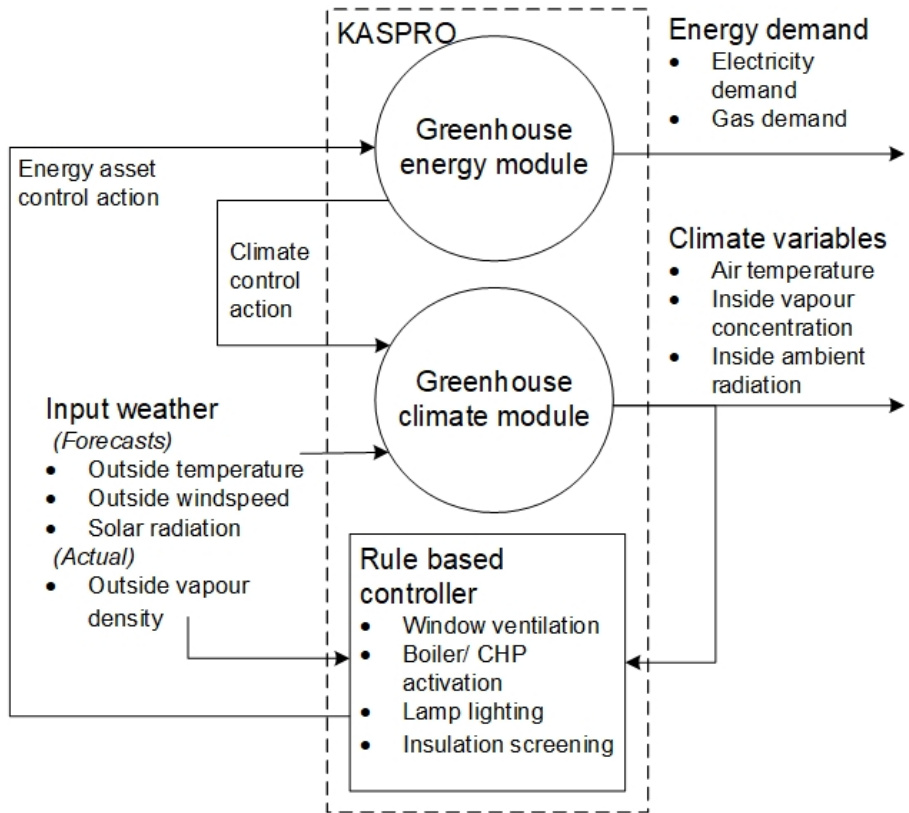 KASPRO
Energy demand
• Electricity
demand
• Gas demand
Greenhouse
energy module
Energy asset
control action
Climate
control
action
Climate variables
• Air temperature
• Inside vapour
concentration
• Inside ambient
radiation
Greenhouse
climate module
Input weather
(Forecasts)
• Outside temperature
• Outside windspeed
• Solar radiation
(Actual)
• Outside vapour
density
Rule based
controller
• Window ventilation
• Boiler/ CHP
activation
• Lamp lighting
• Insulation screening